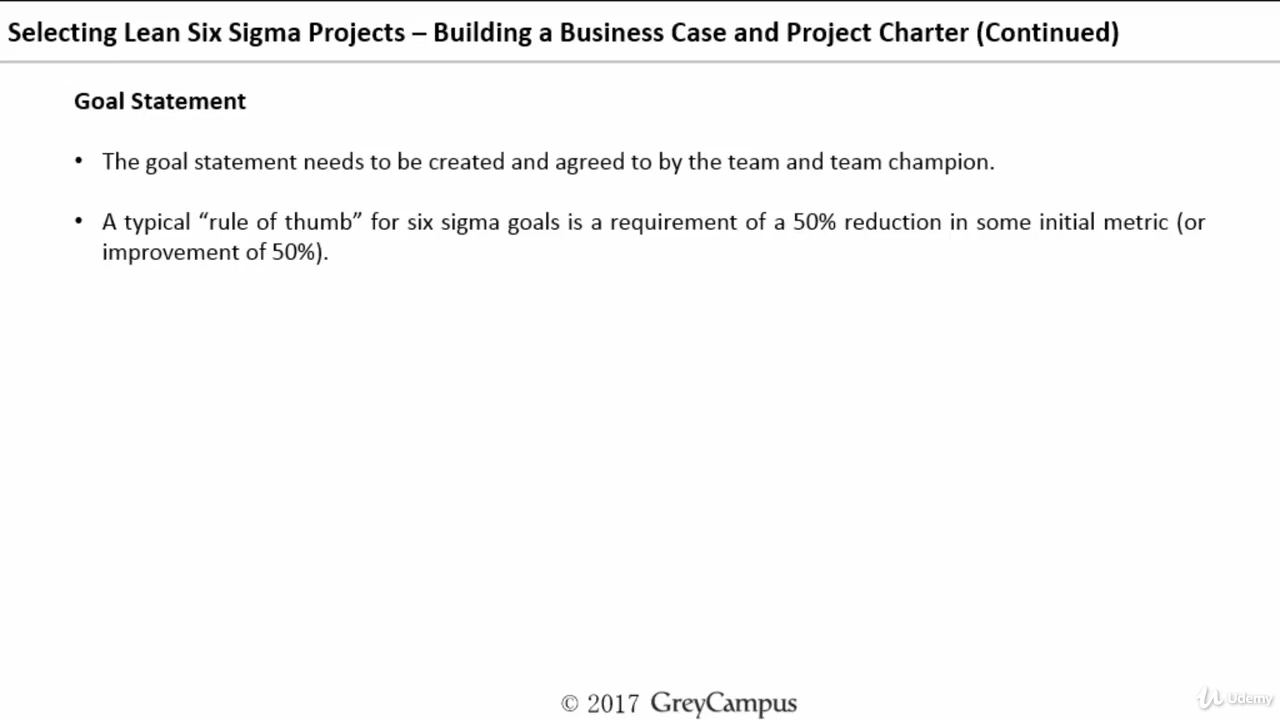 Selecting Lean Six Sigma Projects – Building a Business Case and Project Charter (Continued)
Goal Statement
• The goal statement needs to be created and agreed to by the team and team champion.
• A typical “rule of thumb” for six sigma goals is a requirement of a 50% reduction in some initial metric (or
improvement of 50%).
© 2017 GreyCampus
Udemy